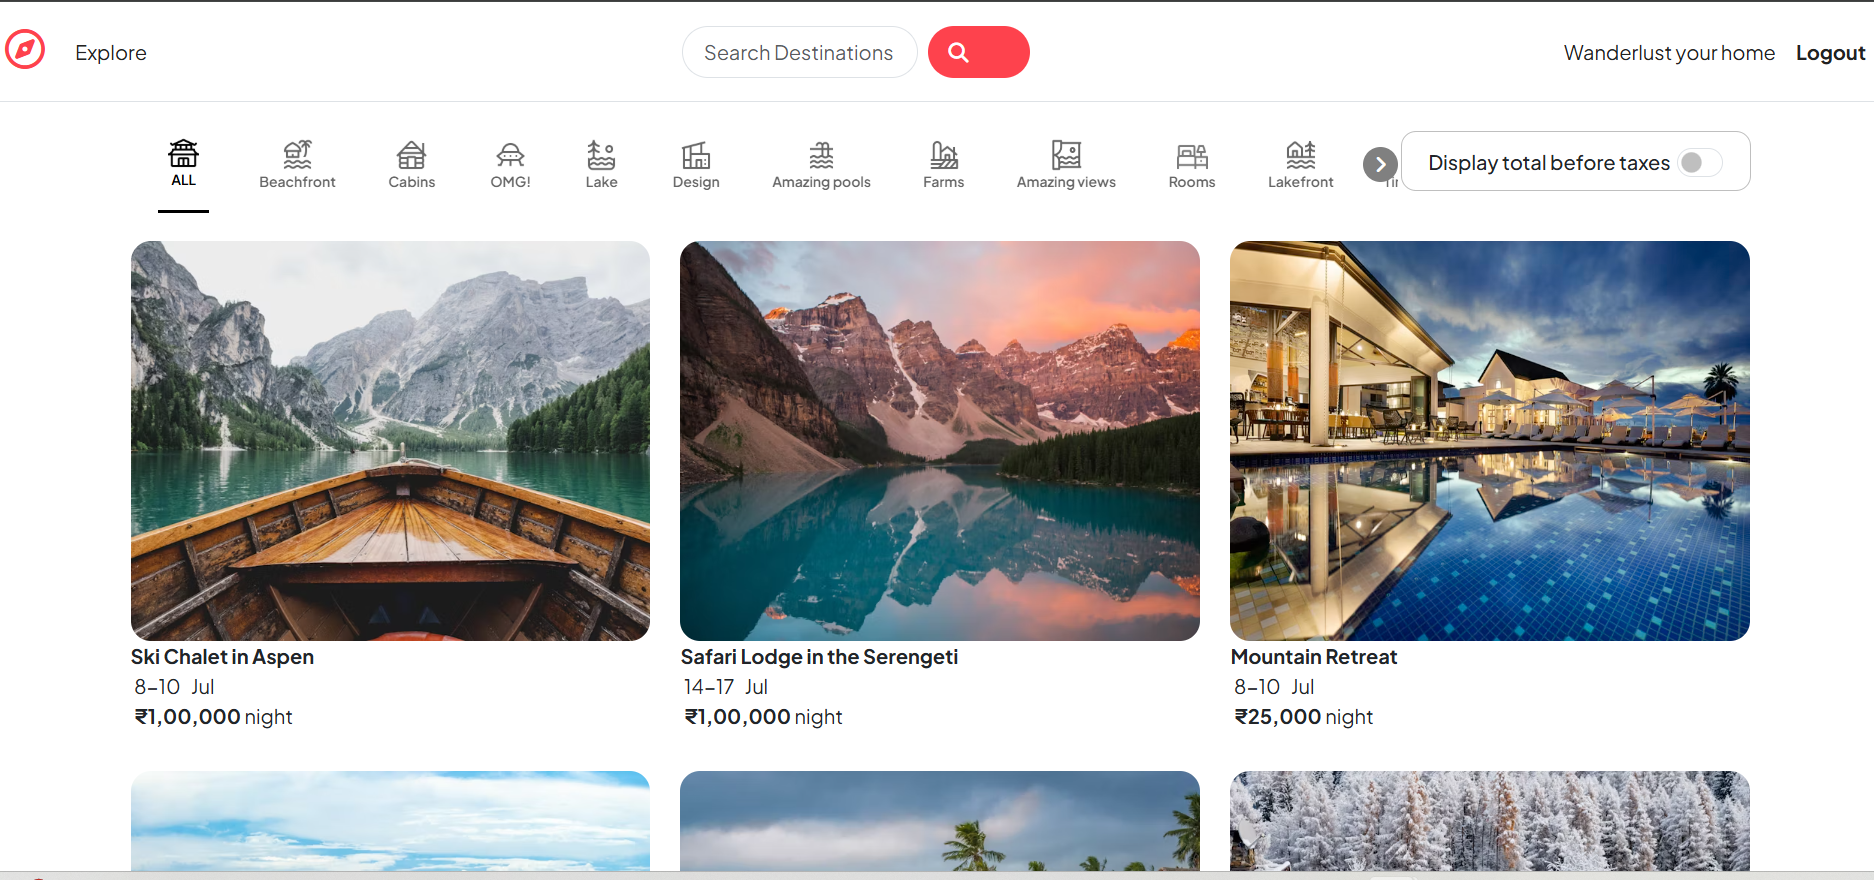 Explore
Search Destinations
Wanderlust your home Logout
ALL
Beachfront
Cabins
OMG!
Lake
Design
Amazing pools
Farms
Amazing views
Rooms
Lakefront
Display total before taxes
Ski Chalet in Aspen
8–10 Jul
₹1,00,000 night
Safari Lodge in the Serengeti
14–17 Jul
₹1,00,000 night
Mountain Retreat
8–10 Jul
₹25,000 night